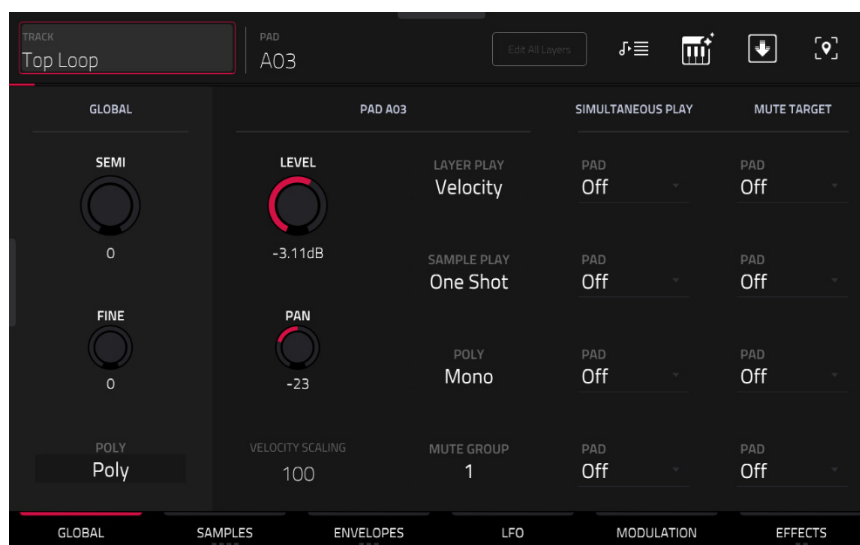 TRACK
Top Loop
PAD
A03
Edit All Layers
GLOBAL
PAD A03
SIMULTANEOUS PLAY
MUTE TARGET
SEMI
0
LEVEL
-3.11dB
LAYER PLAY
Velocity
PAD
Off
PAD
Off
SAMPLE PLAY
One Shot
PAD
Off
PAD
Off
FINE
0
PAN
-23
POLY
Mono
PAD
Off
PAD
Off
POLY
Poly
VELOCITY SCALING
100
MUTE GROUP
1
PAD
Off
PAD
Off
GLOBAL
SAMPLES
ENVELOPES
LFO
MODULATION
EFFECTS